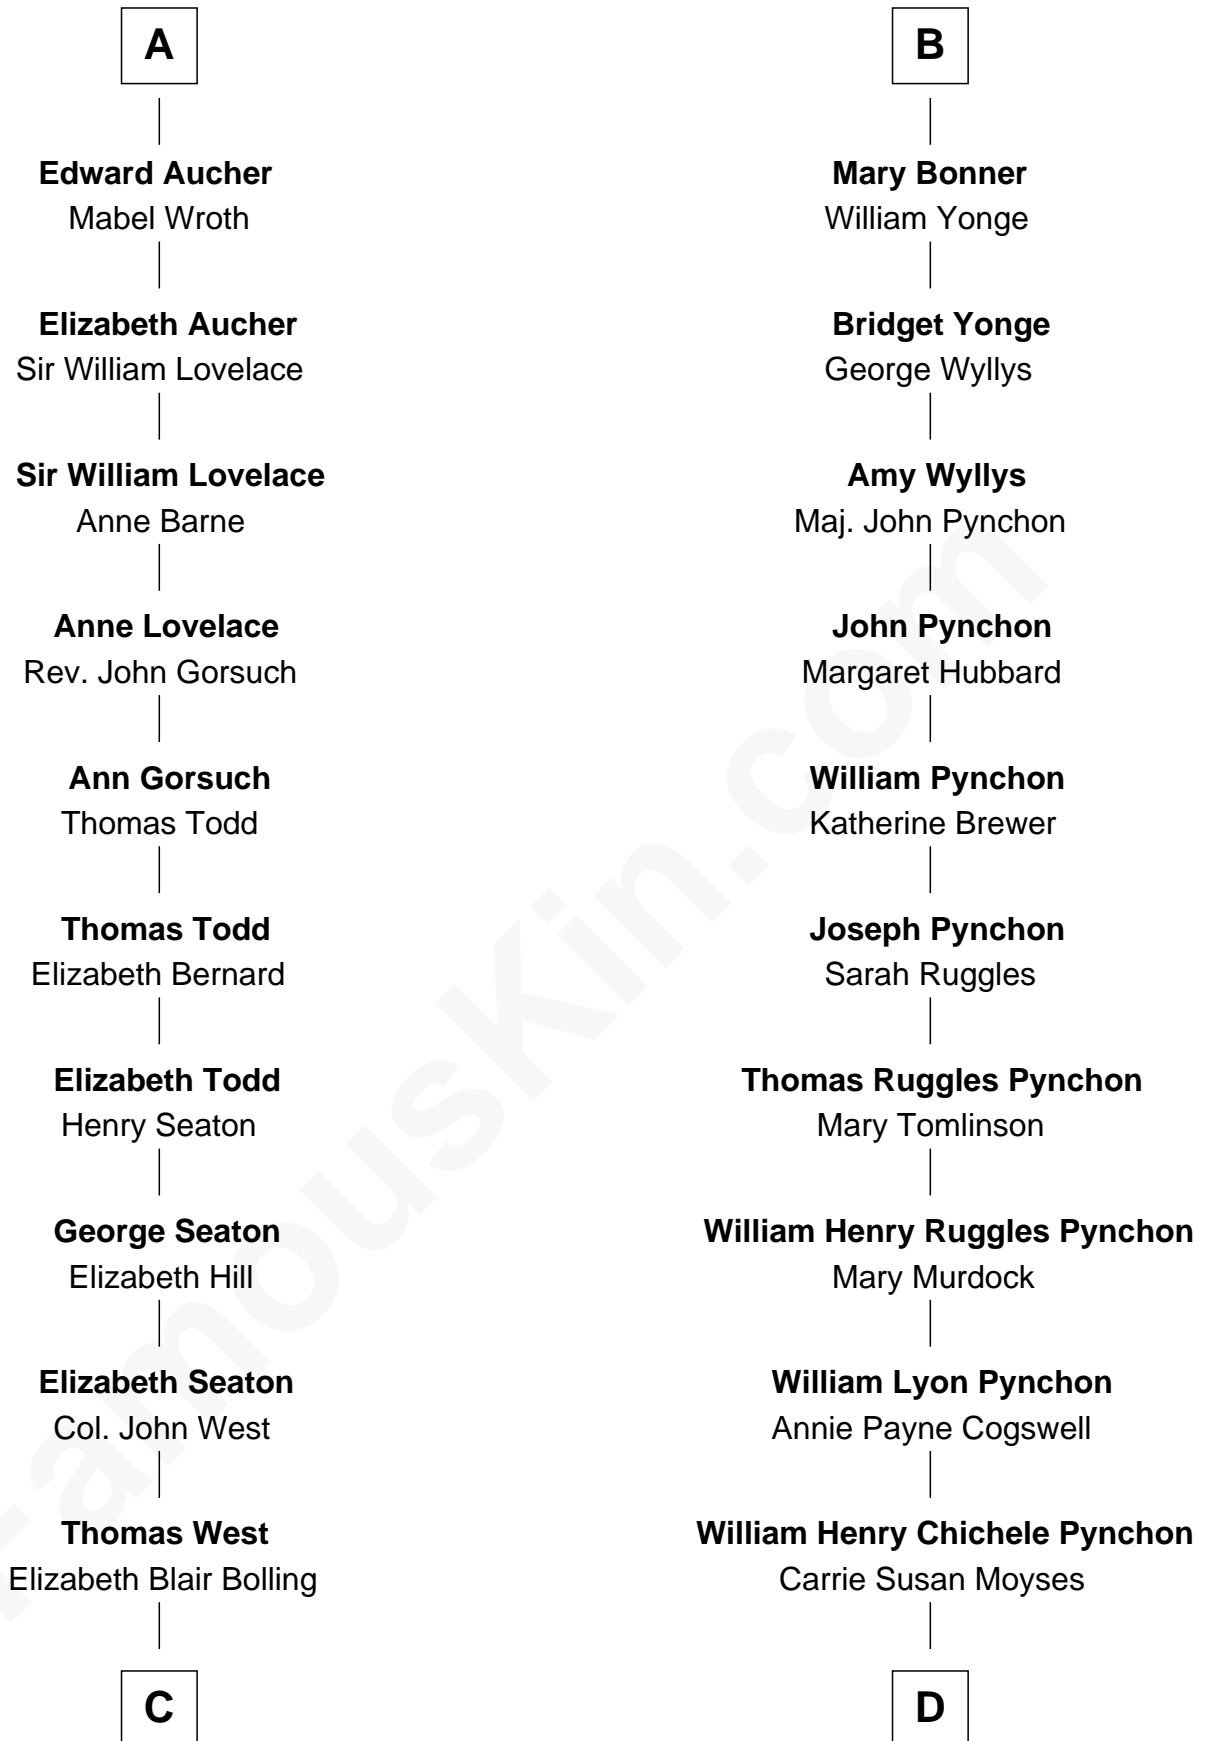 A
Edward Aucher
Mabel Wroth
Elizabeth Aucher
Sir William Lovelace
Sir William Lovelace
Anne Barne
Anne Lovelace
Rev. John Gorsuch
Ann Gorsuch
Thomas Todd
Thomas Todd
Elizabeth Bernard
Elizabeth Todd
Henry Seaton
George Seaton
Elizabeth Hill
Elizabeth Seaton
Col. John West
Thomas West
Elizabeth Blair Bolling
C
B
Mary Bonner
William Yonge
Bridget Yonge
George Wyllys
Amy Wyllys
Maj. John Pynchon
John Pynchon
Margaret Hubbard
William Pynchon
Katherine Brewer
Joseph Pynchon
Sarah Ruggles
Thomas Ruggles Pynchon
Mary Tomlinson
William Henry Ruggles Pynchon
Mary Murdock
William Lyon Pynchon
Annie Payne Cogswell
William Henry Chichele Pynchon
Carrie Susan Moyses
D
FamousKin.com